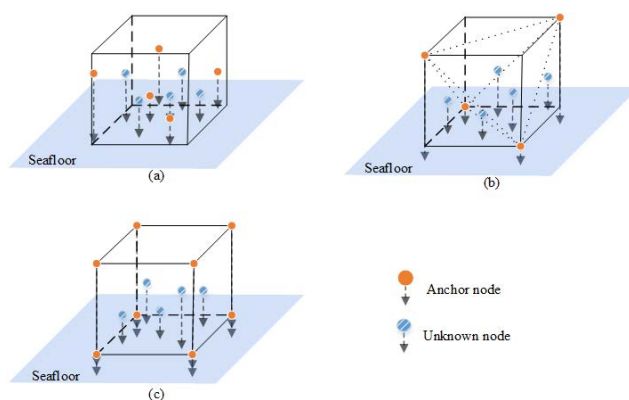 Seafloor
(a)
Seafloor
(b)
Seafloor
(c)
Anchor node
Unknown node